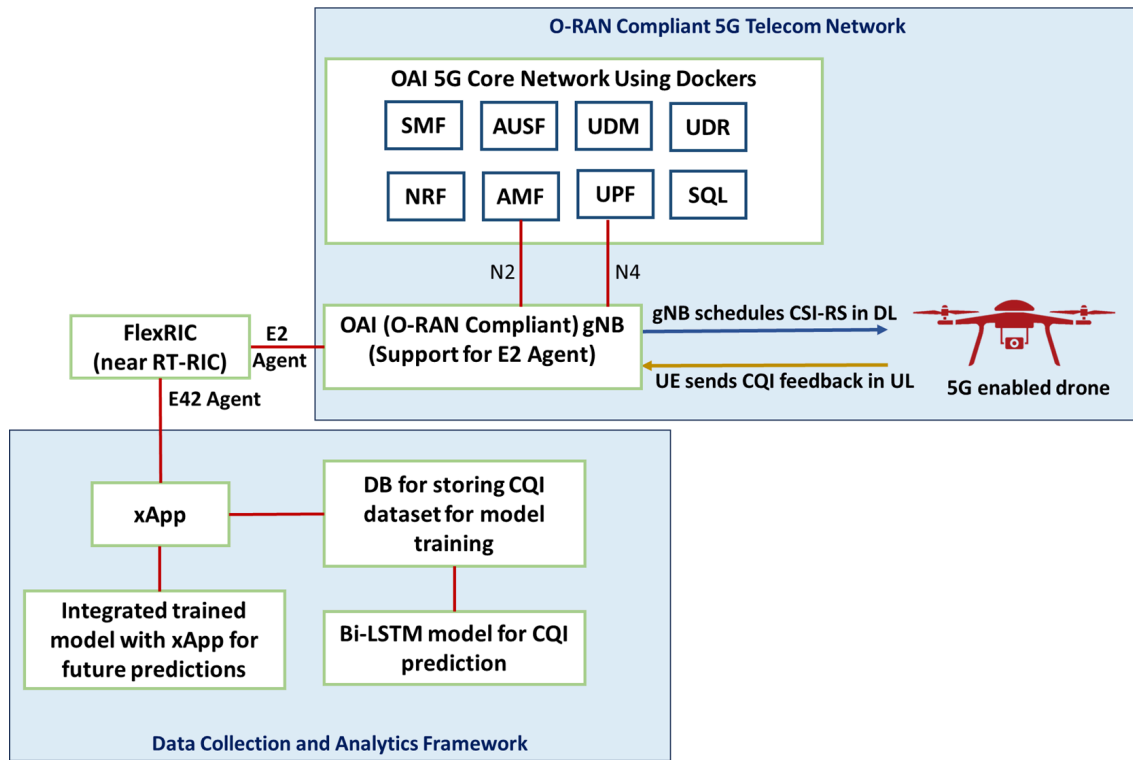 O-RAN Compliant 5G Telecom Network
OAI 5G Core Network Using Dockers
SMF
AUSF
UDM
UDR
NRF
AMF
UPF
SQL
N2
N4
FlexRIC
(near RT-RIC)
E2
Agent
OAI (O-RAN Compliant) gNB
(Support for E2 Agent)
gNB schedules CSI-RS in DL
UE sends CQI feedback in UL
5G enabled drone
E42 Agent
xApp
DB for storing CQI
dataset for model
training
Integrated trained
model with xApp for
future predictions
Bi-LSTM model for CQI
prediction
Data Collection and Analytics Framework